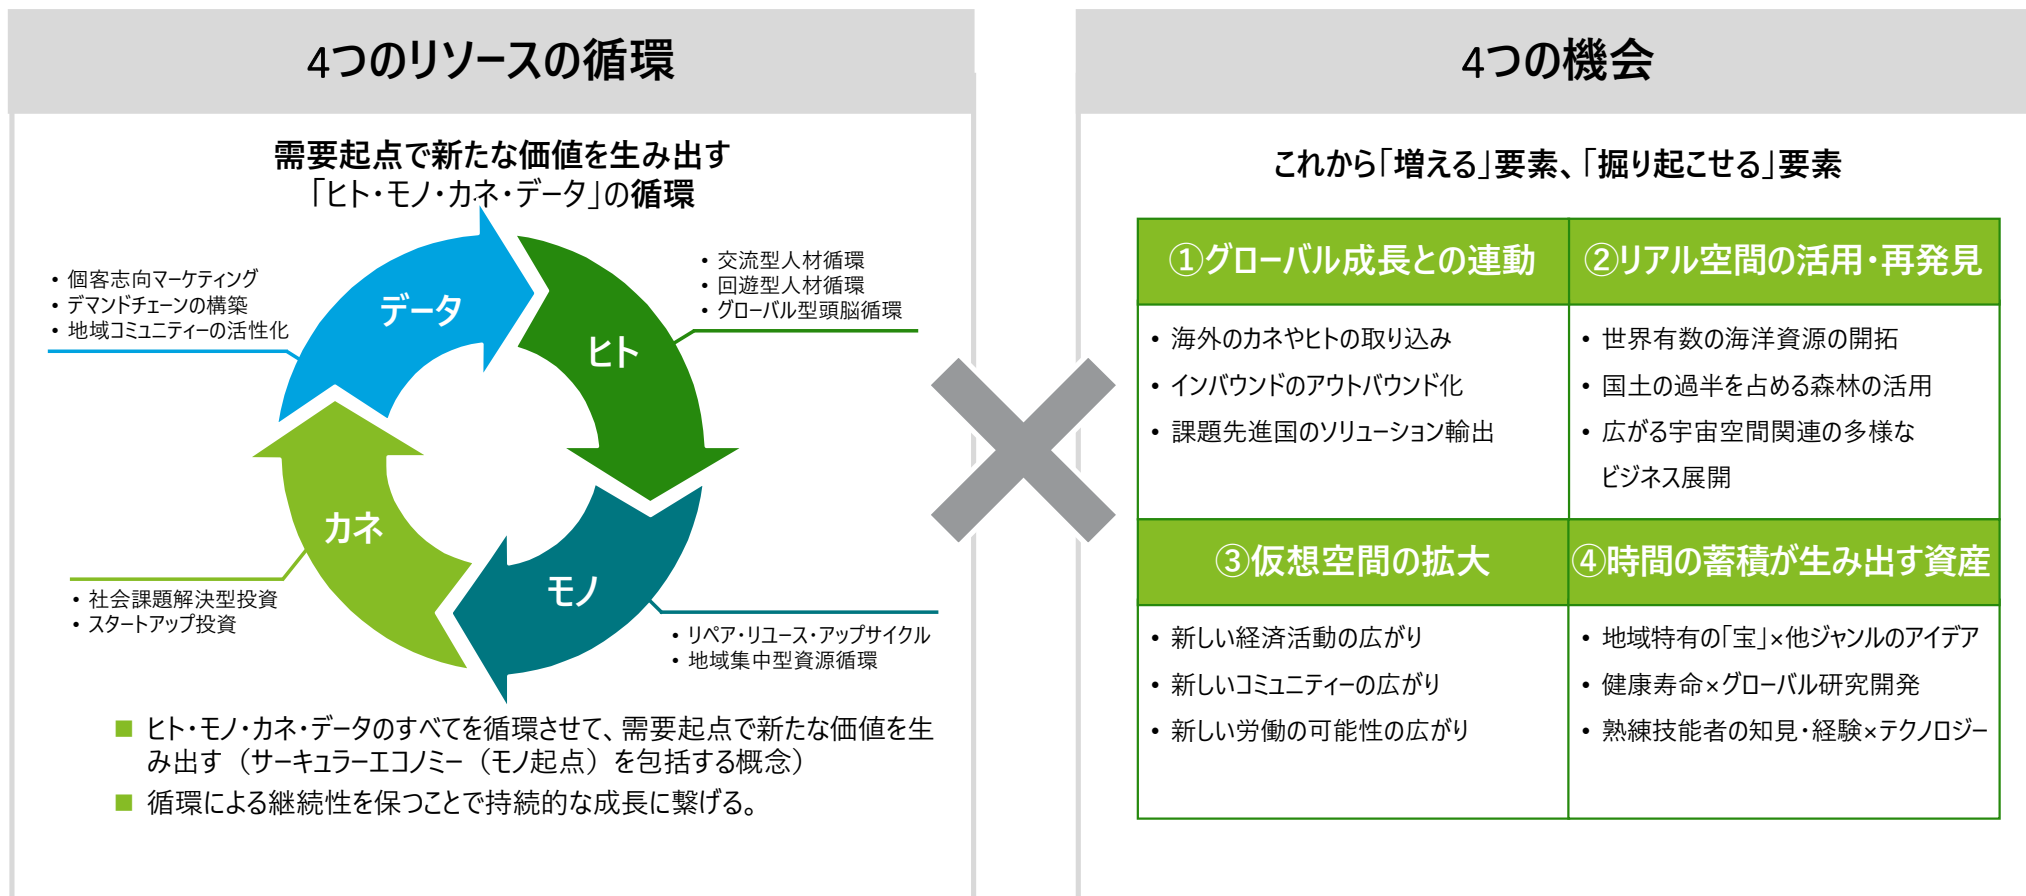 4つのリソースの循環
需要起点で新たな価値を生み出す
「ヒト・モノ・カネ・データ」の循環
• 個客志向マーケティング
• デマンドチェーンの構築
• 地域コミュニティーの活性化
データ
• 交流型人材循環
• 回遊型人材循環
• グローバル型頭脳循環
ヒト
カネ
• 社会課題解決型投資
• スタートアップ投資
モノ
• リペア・リユース・アップサイクル
• 地域集中型資源循環
■ ヒト・モノ・カネ・データのすべてを循環させて、需要起点で新たな価値を生
み出す（サーキュラーエコノミー（モノ起点）を包括する概念）
■ 循環による継続性を保つことで持続的な成長に繋げる。
4つの機会
これから「増える」要素、「掘り起こせる」要素
①グローバル成長との連動
• 海外のカネやヒトの取り込み
• インバウンドのアウトバウンド化
• 課題先進国のソリューション輸出
②リアル空間の活用・再発見
• 世界有数の海洋資源の開拓
• 国土の過半を占める森林の活用
• 広がる宇宙空間関連の多様な
ビジネス展開
③仮想空間の拡大
• 新しい経済活動の広がり
• 新しいコミュニティーの広がり
• 新しい労働の可能性の広がり
④時間の蓄積が生み出す資産
• 地域特有の「宝」×他ジャンルのアイデア
• 健康寿命×グローバル研究開発
• 熟練技能者の知見・経験×テクノロジー